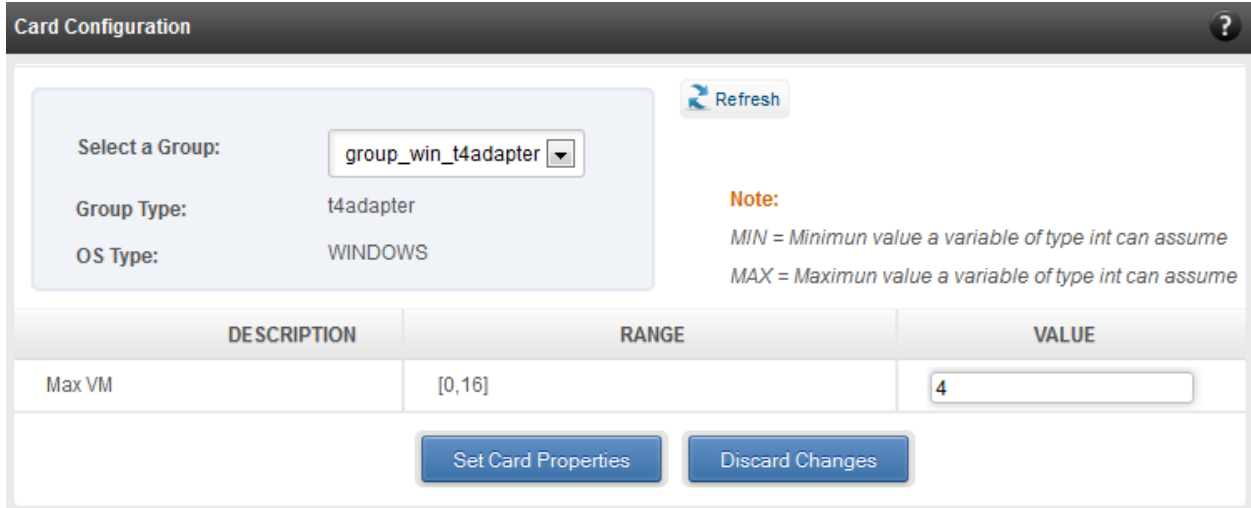 Card Configuration
?
Refresh
Select a Group: group_win_t4adapter
Group Type: t4adapter
OS Type: WINDOWS
Note:
MIN = Minimun value a variable of type int can assume
MAX = Maximun value a variable of type int can assume
DESCRIPTION RANGE VALUE
Max VM [0,16] 4
Set Card Properties Discard Changes